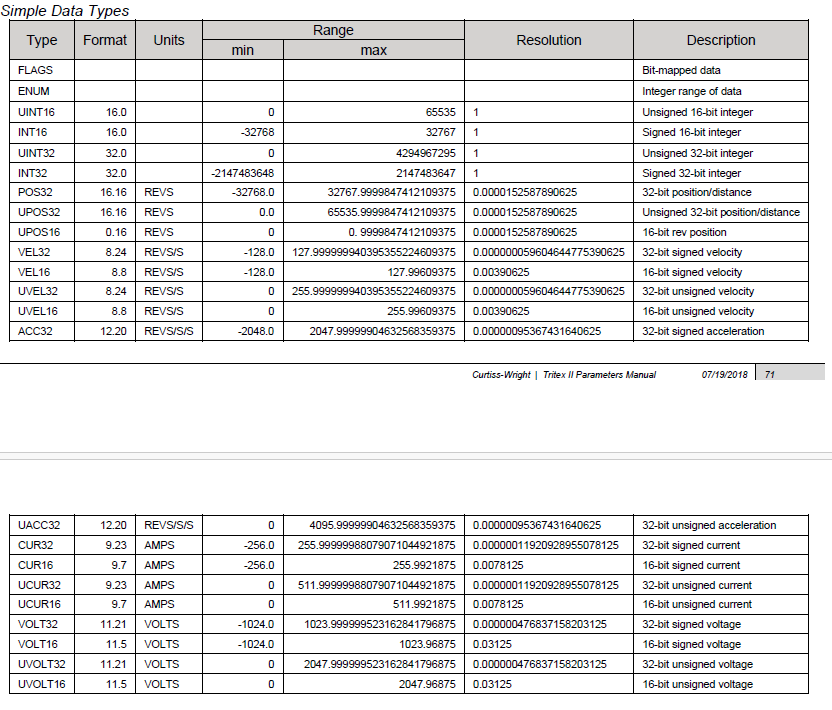 Simple Data Types
Type Format Units Range Resolution Description
min max
FLAGS Bit-mapped data
ENUM Integer range of data
UINT16 16.0 0 65535 1 Unsigned 16-bit integer
INT16 16.0 -32768 32767 1 Signed 16-bit integer
UINT32 32.0 0 4294967295 1 Unsigned 32-bit integer
INT32 32.0 -2147483648 2147483647 1 Signed 32-bit integer
POS32 16.16 REVS -32768.0 32767.9999847412109375 0.0000152587890625 32-bit position/distance
UPOS32 16.16 REVS 0.0 65535.9999847412109375 0.0000152587890625 Unsigned 32-bit position/distance
UPOS16 0.16 REVS 0 0. 9999847412109375 0.0000152587890625 16-bit rev position
VEL32 8.24 REVS/S -128.0 127.999999940395355224609375 0.000000059604644775390625 32-bit signed velocity
VEL16 8.8 REVS/S -128.0 127.99609375 0.00390625 16-bit signed velocity
UVEL32 8.24 REVS/S 0 255.999999940395355224609375 0.000000059604644775390625 32-bit unsigned velocity
UVEL16 8.8 REVS/S 0 255.99609375 0.00390625 16-bit unsigned velocity
ACC32 12.20 REVS/S/S -2048.0 2047.99999904632568359375 0.00000095367431640625 32-bit signed acceleration
Curtiss-Wright | Tritex II Parameters Manual 07/19/2018 71
UACC32 12.20 REVS/S/S 0 4095.99999904632568359375 0.00000095367431640625 32-bit unsigned acceleration
CUR32 9.23 AMPS -256.0 255.99999988079071044921875 0.00000011920928955078125 32-bit signed current
CUR16 9.7 AMPS -256.0 255.9921875 0.0078125 16-bit signed current
UCUR32 9.23 AMPS 0 511.99999988079071044921875 0.00000011920928955078125 32-bit unsigned current
UCUR16 9.7 AMPS 0 511.9921875 0.0078125 16-bit unsigned current
VOLT32 11.21 VOLTS -1024.0 1023.999999523162841796875 0.000000476837158203125 32-bit signed voltage
VOLT16 11.5 VOLTS -1024.0 1023.96875 0.03125 16-bit signed voltage
UVOLT32 11.21 VOLTS 0 2047.999999523162841796875 0.000000476837158203125 32-bit unsigned voltage
UVOLT16 11.5 VOLTS 0 2047.96875 0.03125 16-bit unsigned voltage